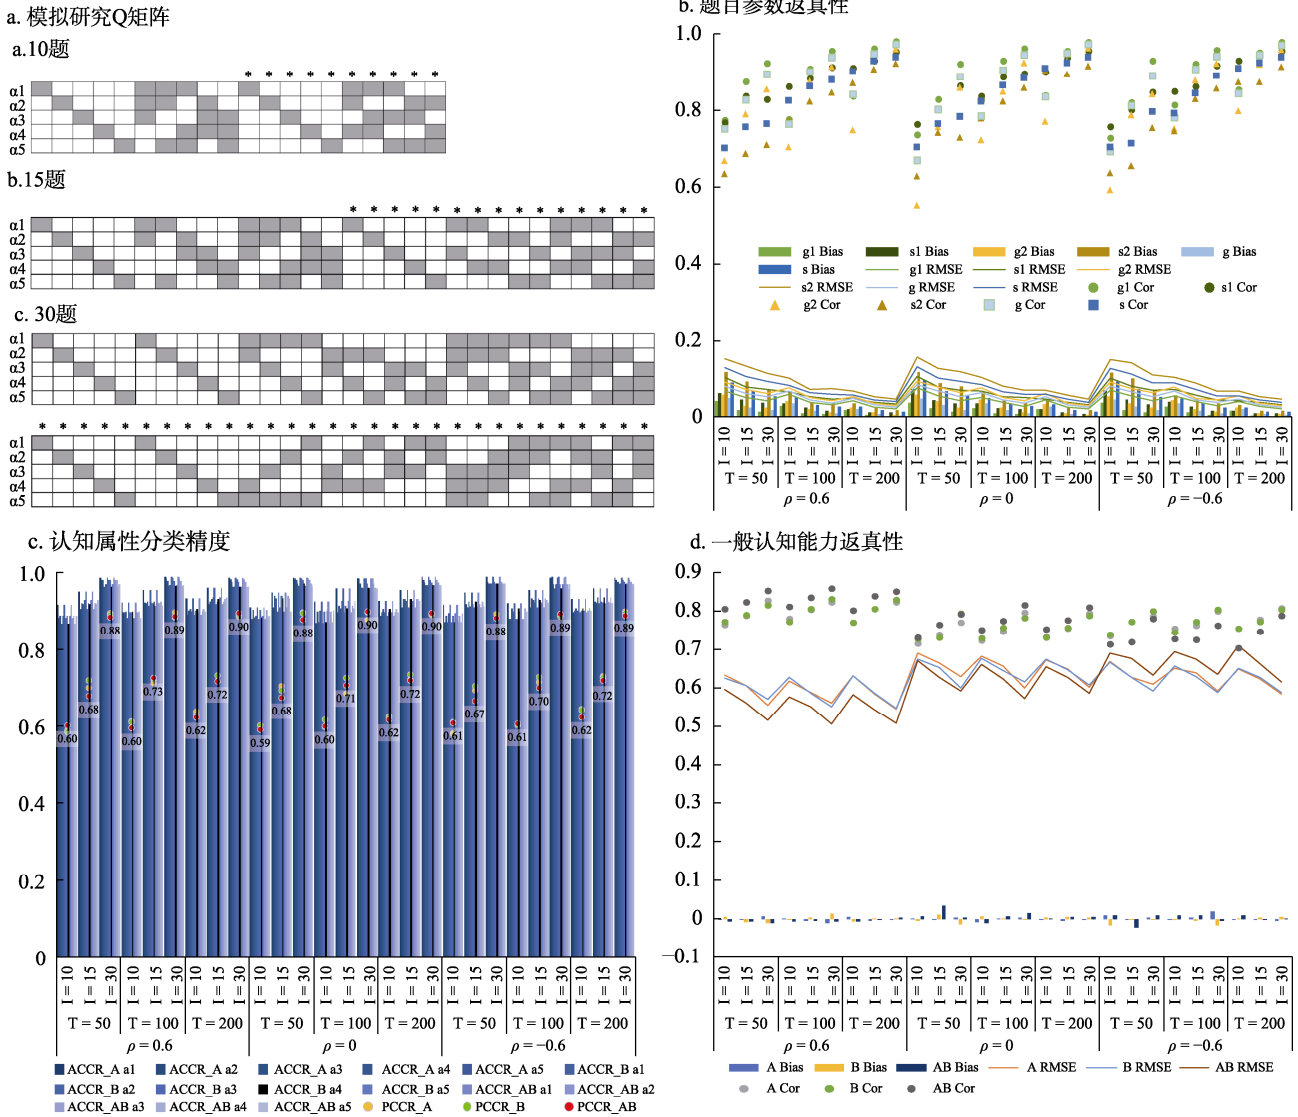 a. 模拟研究Q矩阵
a.10题
* * * * * * * * * *
α1
α2
α3
α4
α5
b.15题
* * * * * * * * * * * * * * *
α1
α2
α3
α4
α5
c. 30题
α1
α2
α3
α4
α5
* * * * * * * * * * * * * * * * * * * * * * * * * * * * * *
α1
α2
α3
α4
α5
b. 题目参数返真性
1.0
0.8
0.6
0.4
0.2
0
g1 Bias s1 Bias g2 Bias s2 Bias g Bias
s Bias g1 RMSE s1 RMSE g2 RMSE
s2 RMSE g RMSE s RMSE g1 Cor s1 Cor
g2 Cor s2 Cor g Cor s Cor
I = 10 I = 15 I = 30 I = 10 I = 15 I = 30 I = 10 I = 15 I = 30 I = 10 I = 15 I = 30 I = 10 I = 15 I = 30 I = 10 I = 15 I = 30 I = 10 I = 15 I = 30 I = 10 I = 15 I = 30 I = 10 I = 15 I = 30
T = 50 T = 100 T = 200 T = 50 T = 100 T = 200 T = 50 T = 100 T = 200
ρ = 0.6 ρ = 0 ρ = −0.6
c. 认知属性分类精度
1.0
0.8
0.6
0.4
0.2
0
0.60 0.68 0.88 0.60 0.73 0.89 0.62 0.72 0.90 0.59 0.68 0.88 0.60 0.71 0.90 0.62 0.72 0.90 0.61 0.67 0.88 0.61 0.70 0.89 0.62 0.72 0.89
I = 10 I = 15 I = 30 I = 10 I = 15 I = 30 I = 10 I = 15 I = 30 I = 10 I = 15 I = 30 I = 10 I = 15 I = 30 I = 10 I = 15 I = 30 I = 10 I = 15 I = 30 I = 10 I = 15 I = 30 I = 10 I = 15 I = 30
T = 50 T = 100 T = 200 T = 50 T = 100 T = 200 T = 50 T = 100 T = 200
ρ = 0.6 ρ = 0 ρ = −0.6
ACCR_A a1 ACCR_A a2 ACCR_A a3 ACCR_A a4 ACCR_A a5 ACCR_B a1
ACCR_B a2 ACCR_B a3 ACCR_B a4 ACCR_B a5 ACCR_AB a1 ACCR_AB a2
ACCR_AB a3 ACCR_AB a4 ACCR_AB a5 PCCR_A PCCR_B PCCR_AB
d. 一般认知能力返真性
0.9
0.8
0.7
0.6
0.5
0.4
0.3
0.2
0.1
0
−0.1
I = 10 I = 15 I = 30 I = 10 I = 15 I = 30 I = 10 I = 15 I = 30 I = 10 I = 15 I = 30 I = 10 I = 15 I = 30 I = 10 I = 15 I = 30 I = 10 I = 15 I = 30 I = 10 I = 15 I = 30 I = 10 I = 15 I = 30
T = 50 T = 100 T = 200 T = 50 T = 100 T = 200 T = 50 T = 100 T = 200
ρ = 0.6 ρ = 0 ρ = −0.6
A Bias B Bias AB Bias A RMSE B RMSE AB RMSE
A Cor B Cor AB Cor